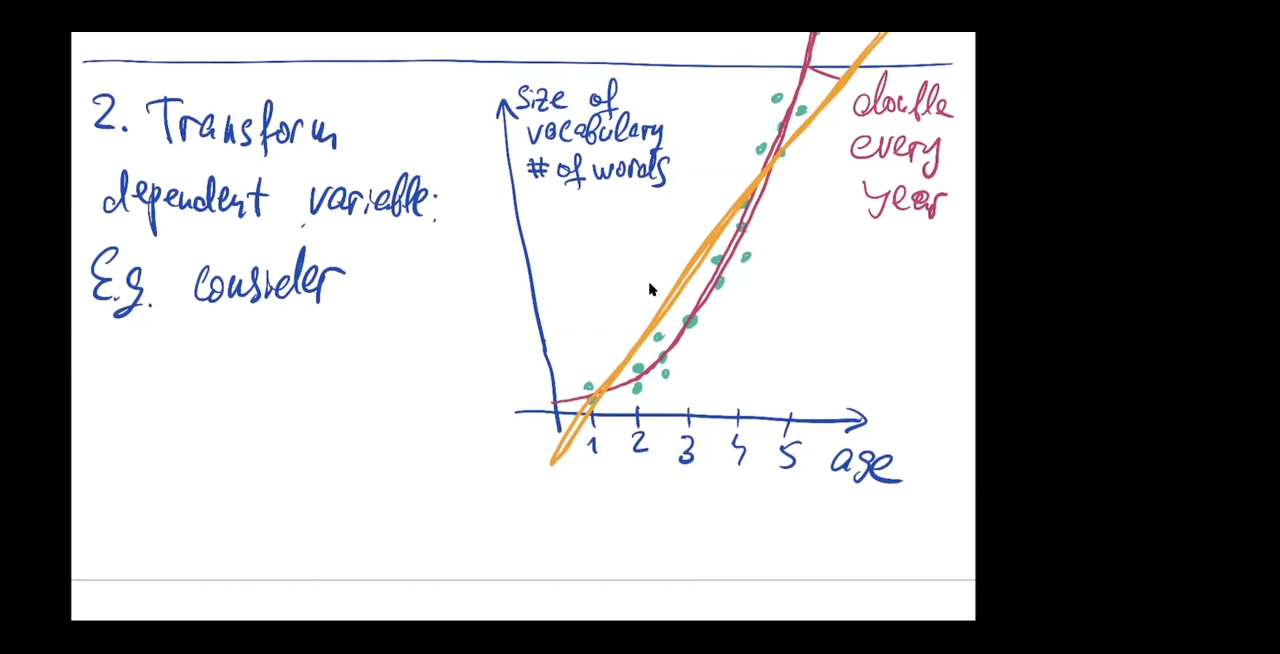 2. Transform
dependent variable:
E.g. consider
Size of
vocabulary
# of words
double
every
year
1 2 3 4 5
age